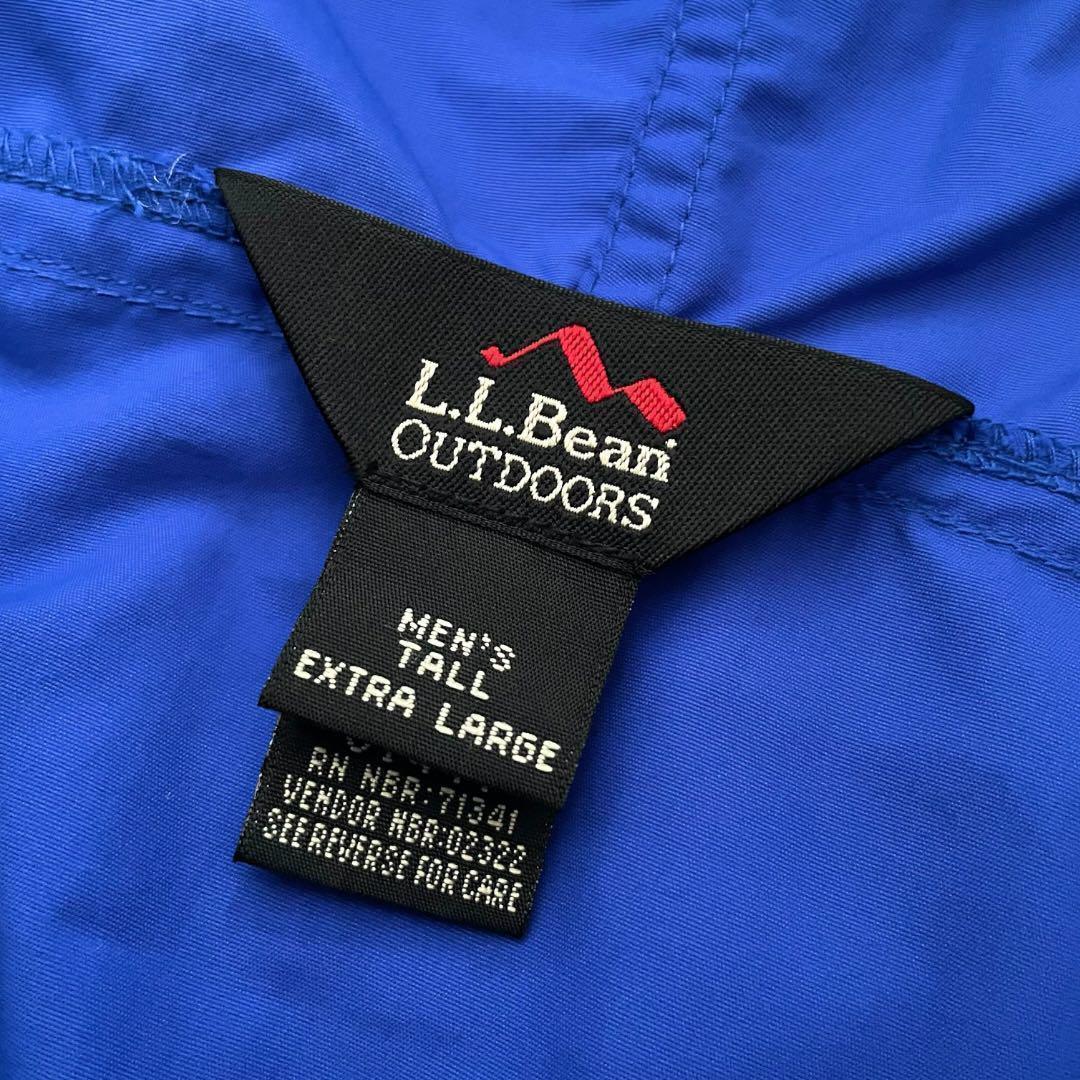 L.L.Bean
OUTDOORS
MEN'S
TALL
EXTRA LARGE
RN NBR:71341
VENDOR NBR:02322
SEE REVERSE FOR CARE